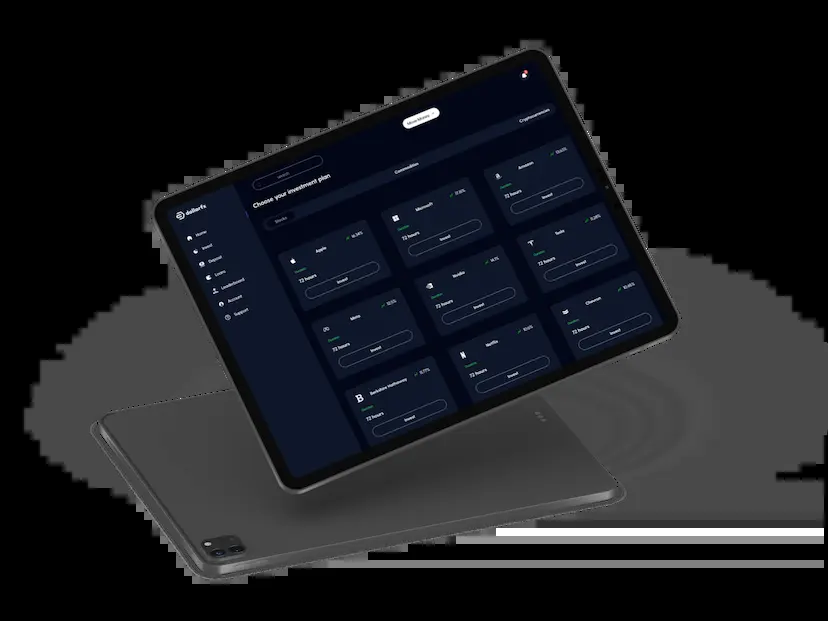 dollarfx
Home
Invest
Deposit
Loans
Leaderboard
Account
Support
Choose your investment plan
Stocks
Commodities
Cryptocurrencies
Apple
72 hours
Invest
Microsoft
72 hours
Invest
Amazon
72 hours
Invest
Meta
72 hours
Invest
Nvidia
72 hours
Invest
Tesla
72 hours
Invest
Berkshire Hathaway
72 hours
Invest
Netflix
72 hours
Invest
Chevron
72 hours
Invest